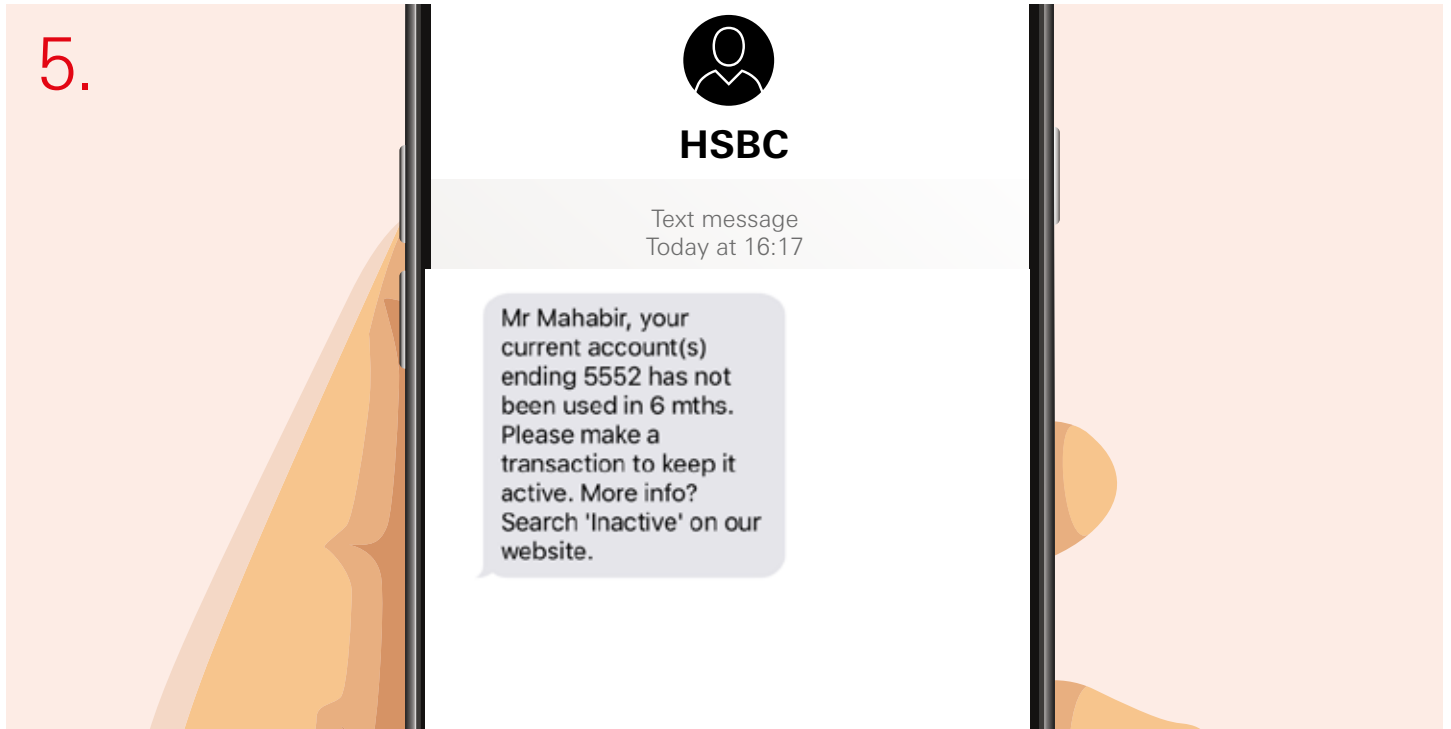 5.
HSBC
Text message
Today at 16:17
Mr Mahabir, your
current account(s)
ending 5552 has not
been used in 6 mths.
Please make a
transaction to keep it
active. More info?
Search 'Inactive' on our
website.